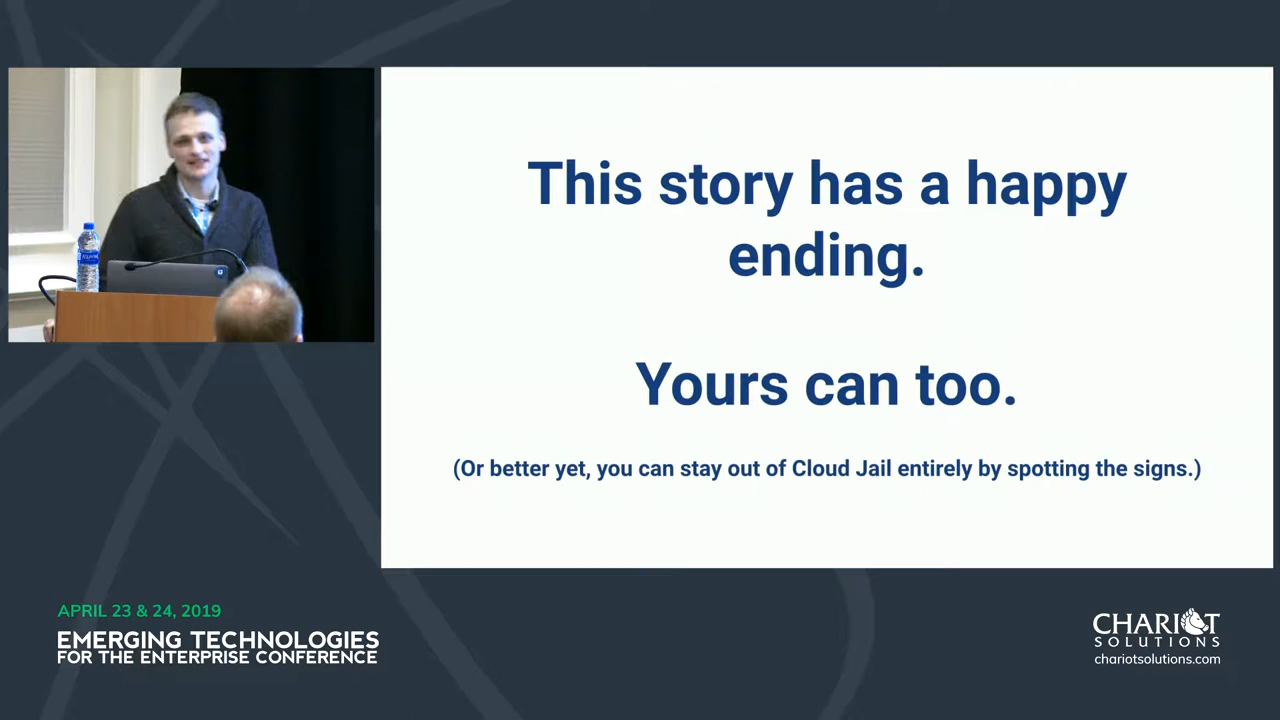 This story has a happy
ending.
Yours can too.
(Or better yet, you can stay out of Cloud Jail entirely by spotting the signs.)
APRIL 23 & 24, 2019
EMERGING TECHNOLOGIES
FOR THE ENTERPRISE CONFERENCE
CHARIOT
SOLUTIONS
chariotsolutions.com